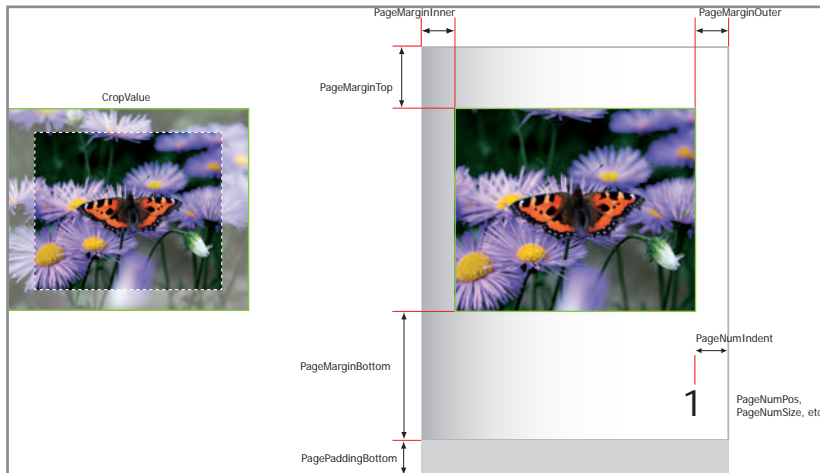 PageMarginInner
PageMarginOuter
PageMarginTop
CropValue
PageNumIndent
PageMarginBottom
1
PageNumPos,
PageNumSize, etc
PagePaddingBottom